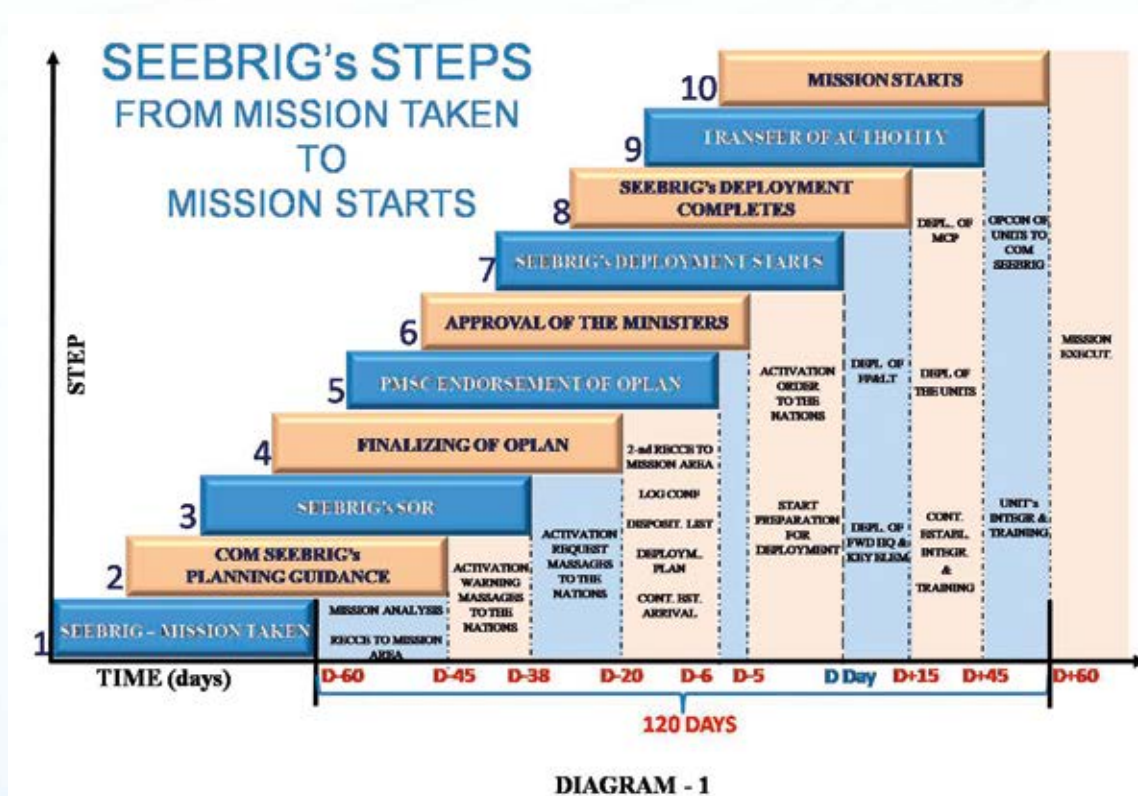 SEEBRIG's STEPS
FROM MISSION TAKEN
TO
MISSION STARTS
STEP
10
MISSION STARTS
9
TRANSFER OF AUTHOTITY
8
SEEBRIG's DEPLOYMENT
COMPLETES
7
SEEBRIG's DEPLOYMENT STARTS
6
APPROVAL OF THE MINISTERS
5
PMSC ENDORSEMENT OF OPLAN
4
FINALIZING OF OPLAN
3
SEEBRIG's SOR
2
COM SEEBRIG's
PLANNING GUIDANCE
1
SEEBRIG – MISSION TAKEN
MISSION ANALYSIS
RECCE TO MISSION
AREA
ACTIVATION
WARNING
MASSAGES
TO THE
NATIONS
ACTIVATION
REQUEST
MASSAGES
TO THE
NATIONS
2-nd RECCE TO
MISSION AREA
LOG CONF
DISPOSIT. LIST
DEPLOYM..
PLAN
CONT. EST.
ARRIVAL
ACTIVATION
ORDER
TO THE
NATIONS
START
PREPARATION
FOR
DEPLOYMENT
DEPL. OF
DEPL. OF
FWD HQ &
KEY ELEM.
DEPL.. OF
MCP
DEPL. OF
THE UNITS
CONT.
ESTABL.
INTEGR.
&
TRAINING
OPCON OF
UNITS TO
COM
SEEBRIG
UNIT's
INTEGR &
TRAINING
MISSION
EXECUT.
TIME (days)
D-60
D-45
D-38
D-20
D-6
D-5
D Day
D+15
D+45
D+60
120 DAYS
DIAGRAM - 1